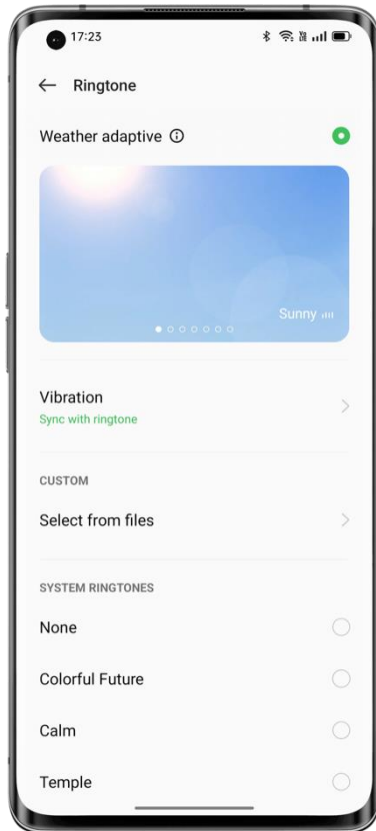 17:23
Ringtone
Weather adaptive
Sunny
Vibration
Sync with ringtone
CUSTOM
Select from files
SYSTEM RINGTONES
None
Colorful Future
Calm
Temple